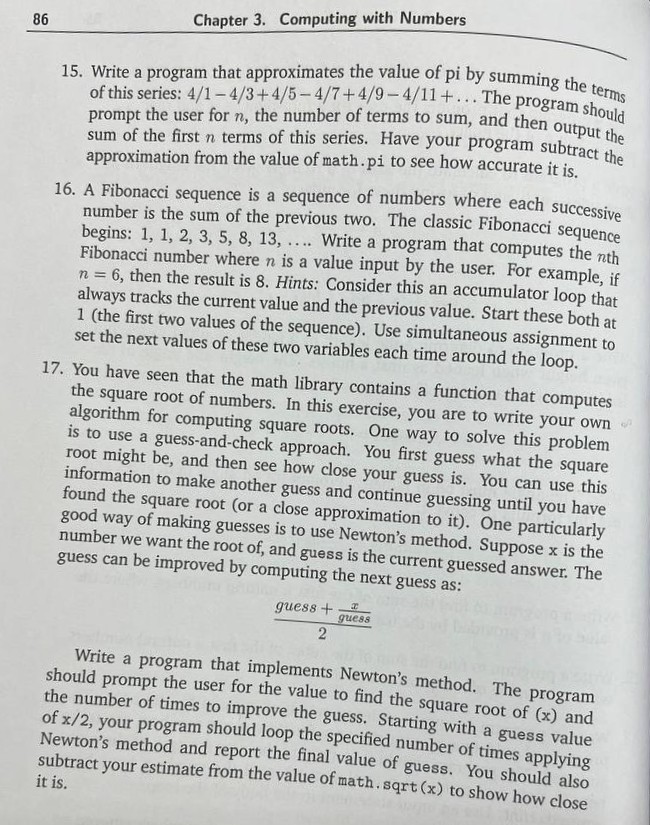 86
Chapter 3. Computing with Numbers
15. Write a program that approximates the value of pi by summing the terms
of this series: 4/1 − 4/3 + 4/5 − 4/7 + 4/9 − 4/11 + ... The program should
prompt the user for n, the number of terms to sum, and then output the
sum of the first n terms of this series. Have your program subtract the
approximation from the value of math.pi to see how accurate it is.
16. A Fibonacci sequence is a sequence of numbers where each successive
number is the sum of the previous two. The classic Fibonacci sequence
begins: 1, 1, 2, 3, 5, 8, 13, .... Write a program that computes the nth
Fibonacci number where n is a value input by the user. For example, if
n = 6, then the result is 8. Hints: Consider this an accumulator loop that
always tracks the current value and the previous value. Start these both at
1 (the first two values of the sequence). Use simultaneous assignment to
set the next values of these two variables each time around the loop.
17. You have seen that the math library contains a function that computes
the square root of numbers. In this exercise, you are to write your own
algorithm for computing square roots. One way to solve this problem
is to use a guess-and-check approach. You first guess what the square
root might be, and then see how close your guess is. You can use this
information to make another guess and continue guessing until you have
found the square root (or a close approximation to it). One particularly
good way of making guesses is to use Newton's method. Suppose x is the
number we want the root of, and guess is the current guessed answer. The
guess can be improved by computing the next guess as:
guess + x
guess
2
Write a program that implements Newton's method. The program
should prompt the user for the value to find the square root of (x) and
the number of times to improve the guess. Starting with a guess value
of x/2, your program should loop the specified number of times applying
Newton's method and report the final value of guess. You should also
subtract your estimate from the value of math.sqrt(x) to show how close
it is.